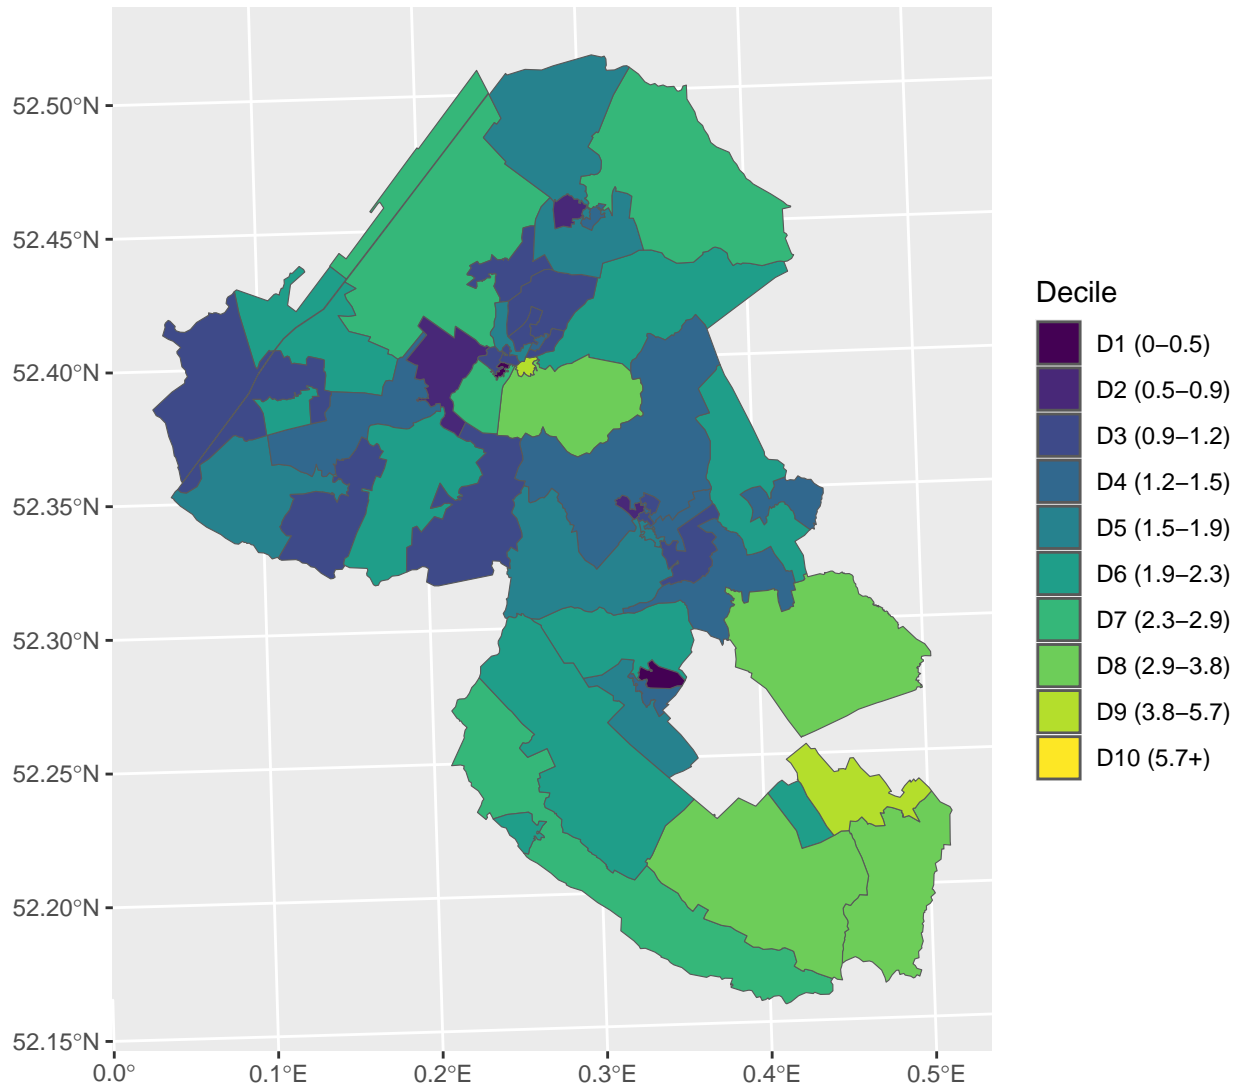 52.50°N
52.45°N
52.40°N
52.35°N
52.30°N
52.25°N
52.20°N
52.15°N
0.0°
0.1°E
0.2°E
0.3°E
0.4°E
0.5°E
Decile
D1 (0–0.5)
D2 (0.5–0.9)
D3 (0.9–1.2)
D4 (1.2–1.5)
D5 (1.5–1.9)
D6 (1.9–2.3)
D7 (2.3–2.9)
D8 (2.9–3.8)
D9 (3.8–5.7)
D10 (5.7+)